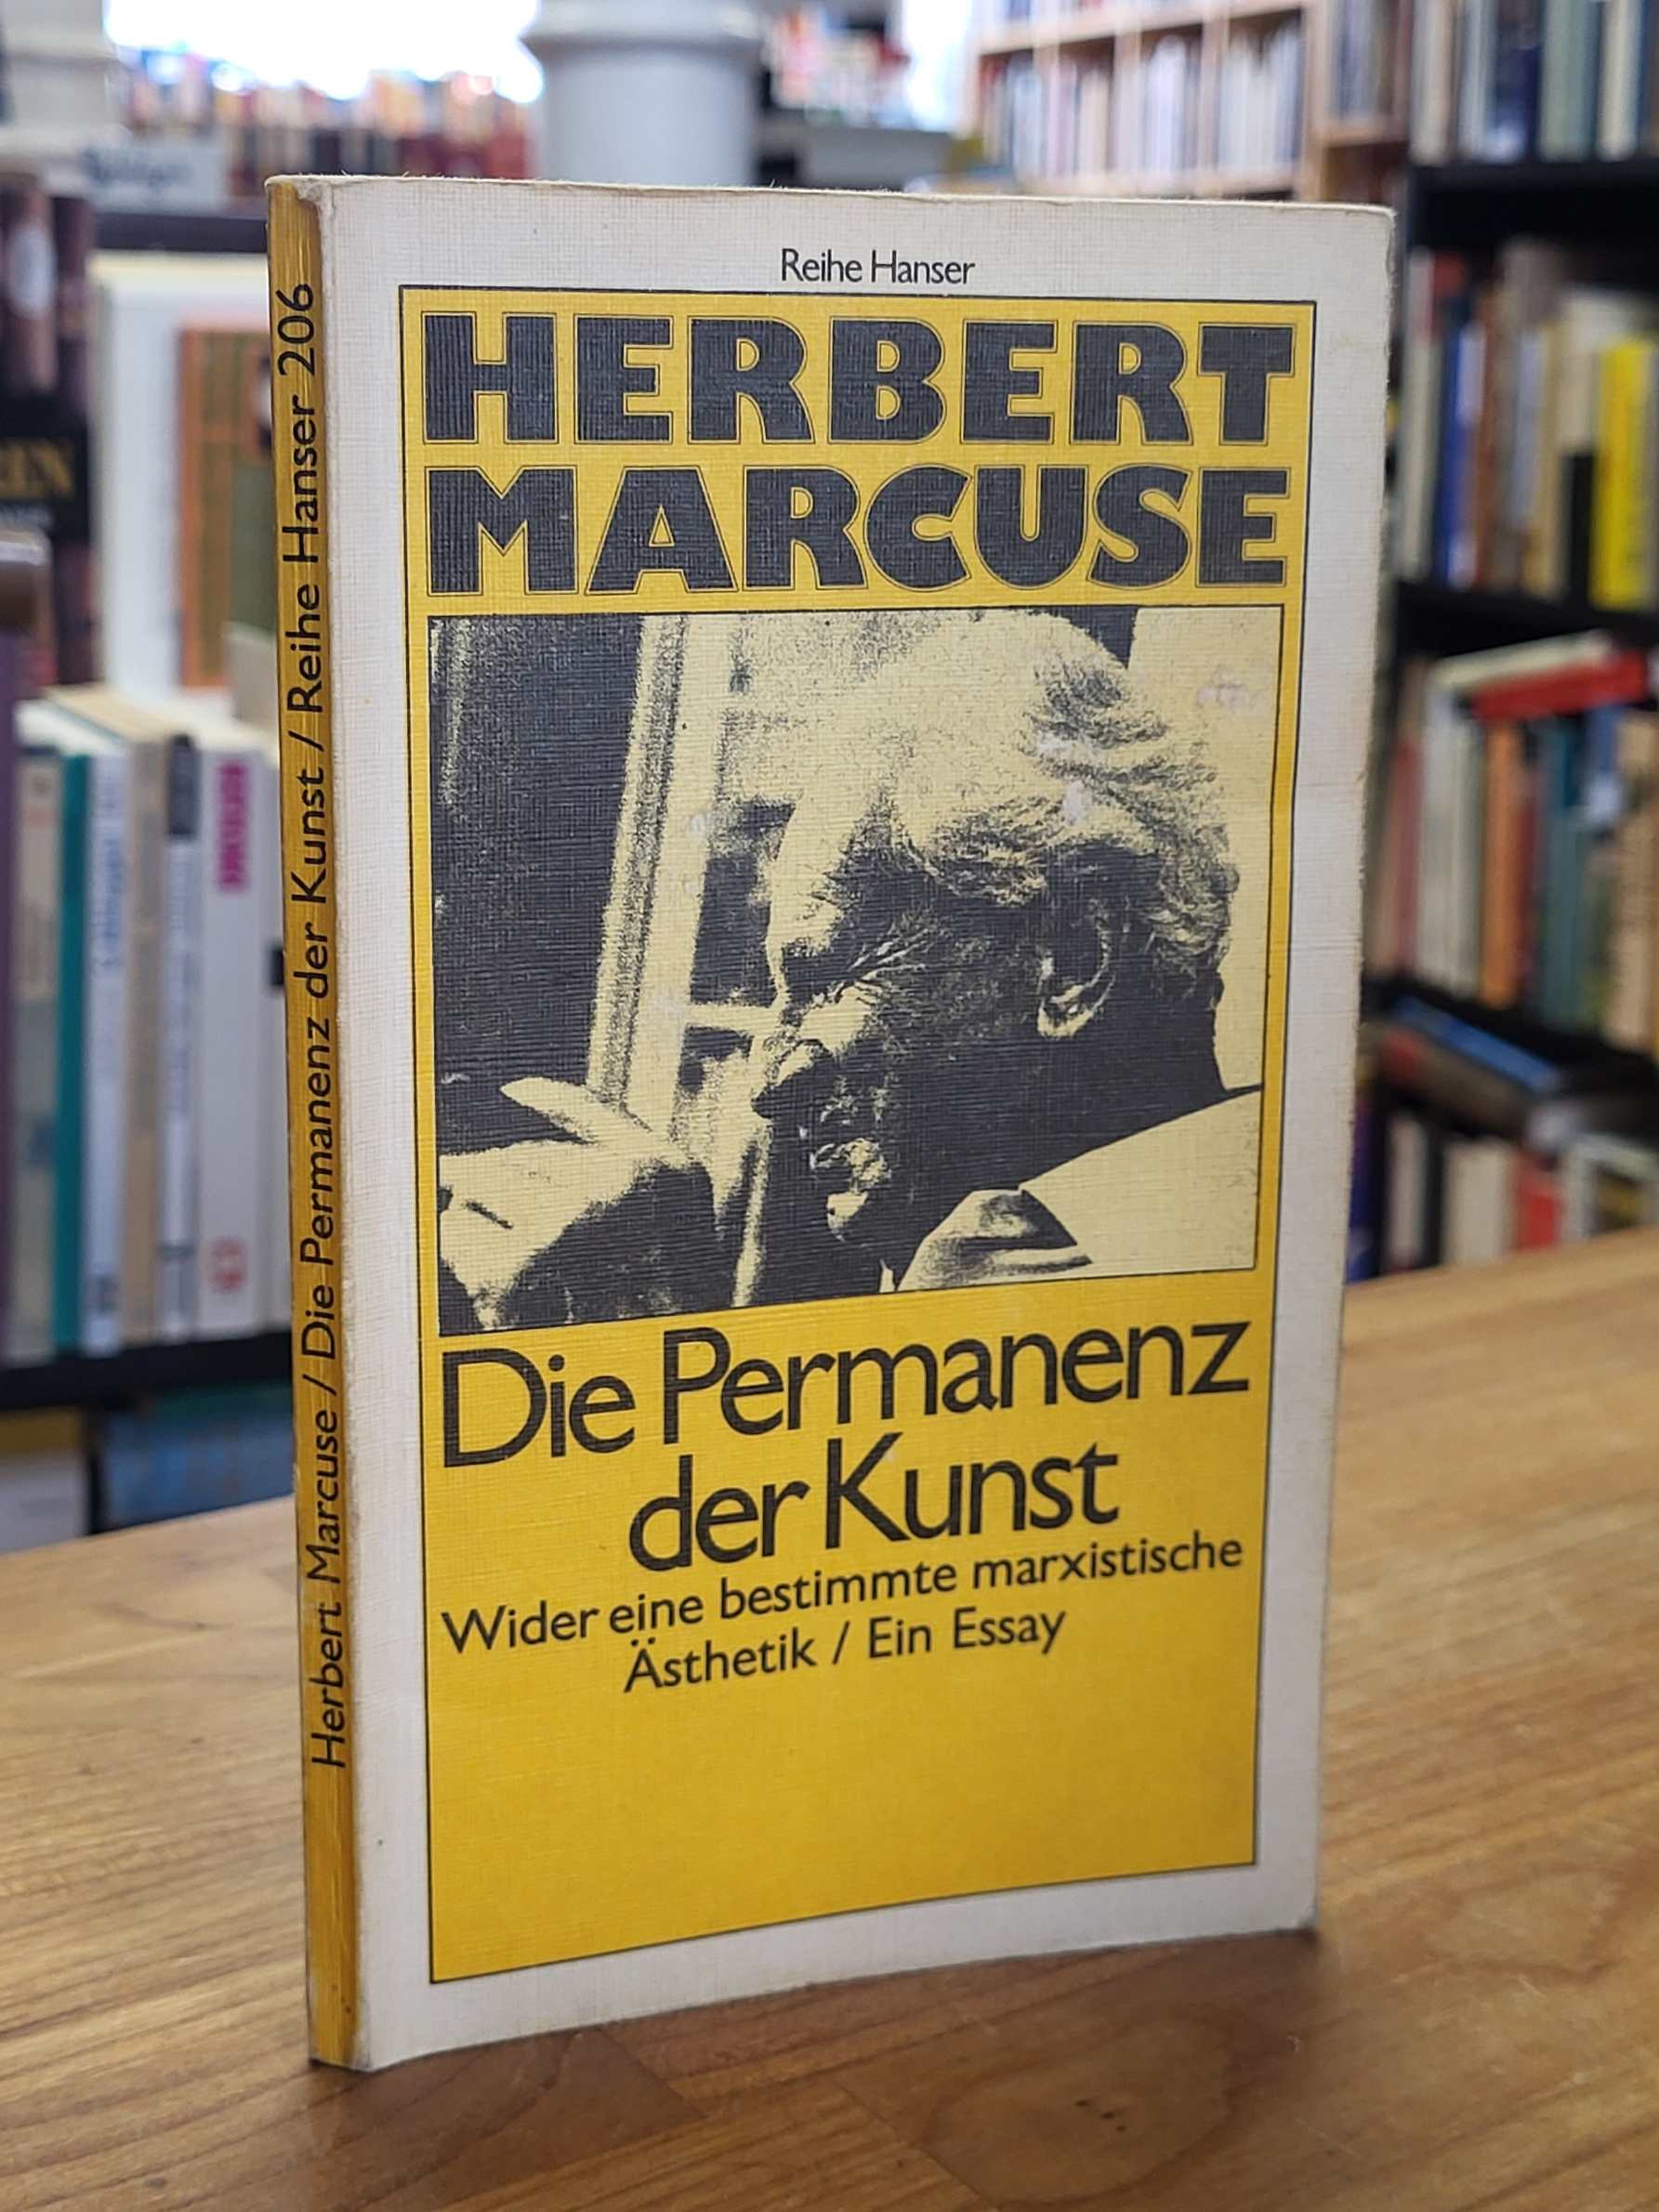 Reihe Hanser
HERBERT
MARCUSE
Die Permanenz
der Kunst
Wider eine bestimmte marxistische
Ästhetik / Ein Essay
Herbert Marcuse / Die Permanenz der Kunst / Reihe Hanser 206